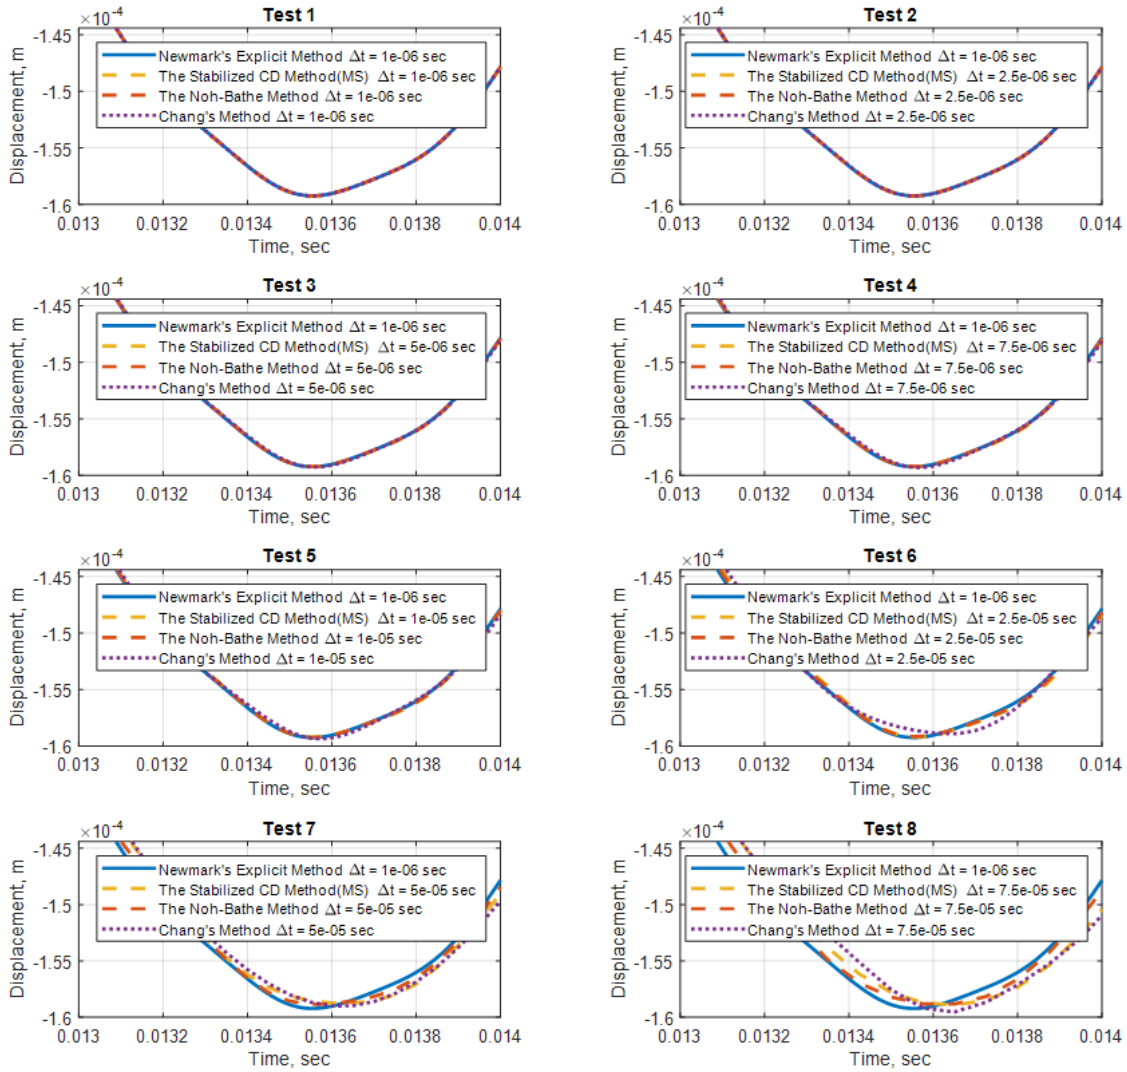 Test 1
×10⁻⁴
-1.45
-1.5
-1.55
-1.6
Displacement, m
Newmark's Explicit Method Δt = 1e-06 sec
The Stabilized CD Method(MS) Δt = 1e-06 sec
The Noh-Bathe Method Δt = 1e-06 sec
Chang's Method Δt = 1e-06 sec
0.013 0.0132 0.0134 0.0136 0.0138 0.014
Time, sec
Test 2
×10⁻⁴
-1.45
-1.5
-1.55
-1.6
Displacement, m
Newmark's Explicit Method Δt = 1e-06 sec
The Stabilized CD Method(MS) Δt = 2.5e-06 sec
The Noh-Bathe Method Δt = 2.5e-06 sec
Chang's Method Δt = 2.5e-06 sec
0.013 0.0132 0.0134 0.0136 0.0138 0.014
Time, sec
Test 3
×10⁻⁴
-1.45
-1.5
-1.55
-1.6
Displacement, m
Newmark's Explicit Method Δt = 1e-06 sec
The Stabilized CD Method(MS) Δt = 5e-06 sec
The Noh-Bathe Method Δt = 5e-06 sec
Chang's Method Δt = 5e-06 sec
0.013 0.0132 0.0134 0.0136 0.0138 0.014
Time, sec
Test 4
×10⁻⁴
-1.45
-1.5
-1.55
-1.6
Displacement, m
Newmark's Explicit Method Δt = 1e-06 sec
The Stabilized CD Method(MS) Δt = 7.5e-06 sec
The Noh-Bathe Method Δt = 7.5e-06 sec
Chang's Method Δt = 7.5e-06 sec
0.013 0.0132 0.0134 0.0136 0.0138 0.014
Time, sec
Test 5
×10⁻⁴
-1.45
-1.5
-1.55
-1.6
Displacement, m
Newmark's Explicit Method Δt = 1e-06 sec
The Stabilized CD Method(MS) Δt = 1e-05 sec
The Noh-Bathe Method Δt = 1e-05 sec
Chang's Method Δt = 1e-05 sec
0.013 0.0132 0.0134 0.0136 0.0138 0.014
Time, sec
Test 6
×10⁻⁴
-1.45
-1.5
-1.55
-1.6
Displacement, m
Newmark's Explicit Method Δt = 1e-06 sec
The Stabilized CD Method(MS) Δt = 2.5e-05 sec
The Noh-Bathe Method Δt = 2.5e-05 sec
Chang's Method Δt = 2.5e-05 sec
0.013 0.0132 0.0134 0.0136 0.0138 0.014
Time, sec
Test 7
×10⁻⁴
-1.45
-1.5
-1.55
-1.6
Displacement, m
Newmark's Explicit Method Δt = 1e-06 sec
The Stabilized CD Method(MS) Δt = 5e-05 sec
The Noh-Bathe Method Δt = 5e-05 sec
Chang's Method Δt = 5e-05 sec
0.013 0.0132 0.0134 0.0136 0.0138 0.014
Time, sec
Test 8
×10⁻⁴
-1.45
-1.5
-1.55
-1.6
Displacement, m
Newmark's Explicit Method Δt = 1e-06 sec
The Stabilized CD Method(MS) Δt = 7.5e-05 sec
The Noh-Bathe Method Δt = 7.5e-05 sec
Chang's Method Δt = 7.5e-05 sec
0.013 0.0132 0.0134 0.0136 0.0138 0.014
Time, sec